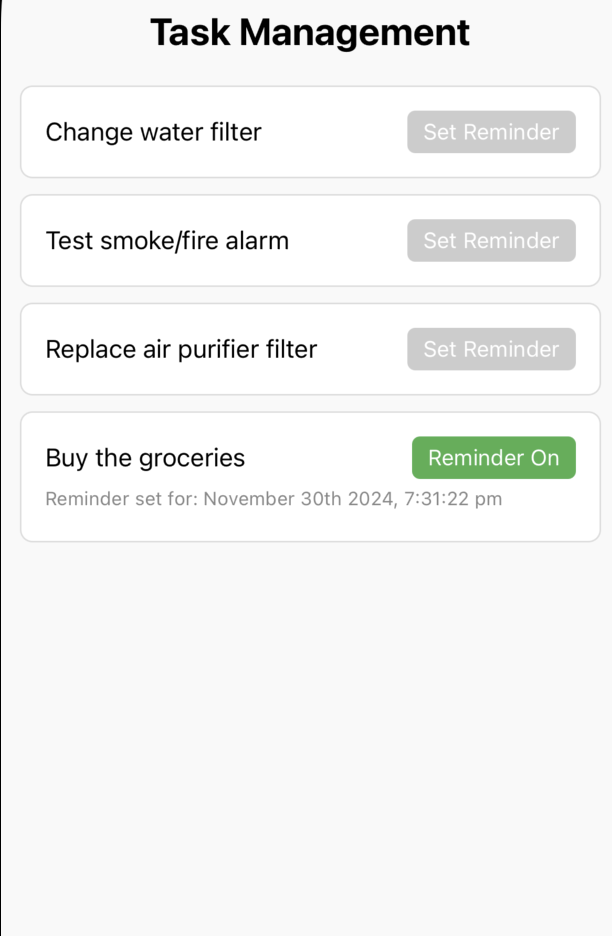 Task Management
Change water filter
Set Reminder
Test smoke/fire alarm
Set Reminder
Replace air purifier filter
Set Reminder
Buy the groceries
Reminder On
Reminder set for: November 30th 2024, 7:31:22 pm